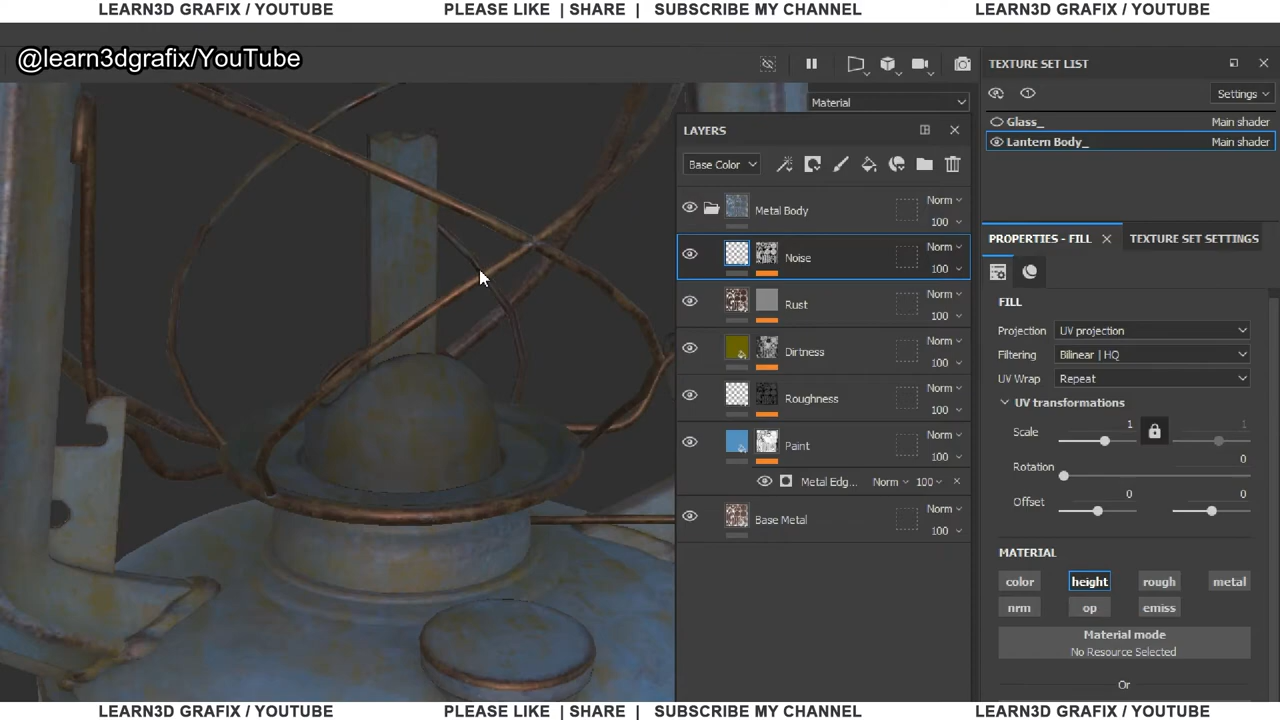 LEARN3D GRAFIX / YOUTUBE PLEASE LIKE | SHARE | SUBSCRIBE MY CHANNEL LEARN3D GRAFIX / YOUTUBE
@learn3dgrafix/YouTube
TEXTURE SET LIST
Settings
Material
Glass_ Main shader
Lantern Body_ Main shader
LAYERS
Base Color
Metal Body Norm 100
Noise Norm 100
Rust Norm 100
Dirtness Norm 100
Roughness Norm 100
Paint Norm 100
Metal Edg... Norm 100
Base Metal Norm 100
PROPERTIES - FILL TEXTURE SET SETTINGS
FILL
Projection UV projection
Filtering Bilinear | HQ
UV Wrap Repeat
UV transformations
Scale 1 1
Rotation 0
Offset 0 0
MATERIAL
color height rough metal
nrm op emiss
Material mode
No Resource Selected
Or
LEARN3D GRAFIX / YOUTUBE PLEASE LIKE | SHARE | SUBSCRIBE MY CHANNEL LEARN3D GRAFIX / YOUTUBE